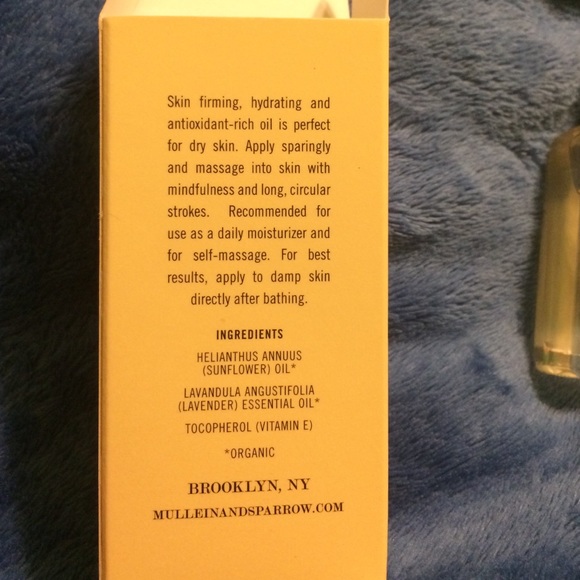 Skin firming, hydrating and
antioxidant-rich oil is perfect
for dry skin. Apply sparingly
and massage into skin with
mindfulness and long, circular
strokes. Recommended for
use as a daily moisturizer and
for self-massage. For best
results, apply to damp skin
directly after bathing.
INGREDIENTS
HELIANTHUS ANNUUS
(SUNFLOWER) OIL*
LAVANDULA ANGUSTIFOLIA
(LAVENDER) ESSENTIAL OIL*
TOCOPHEROL (VITAMIN E)
*ORGANIC
BROOKLYN, NY
MULLEINANDSPARROW.COM